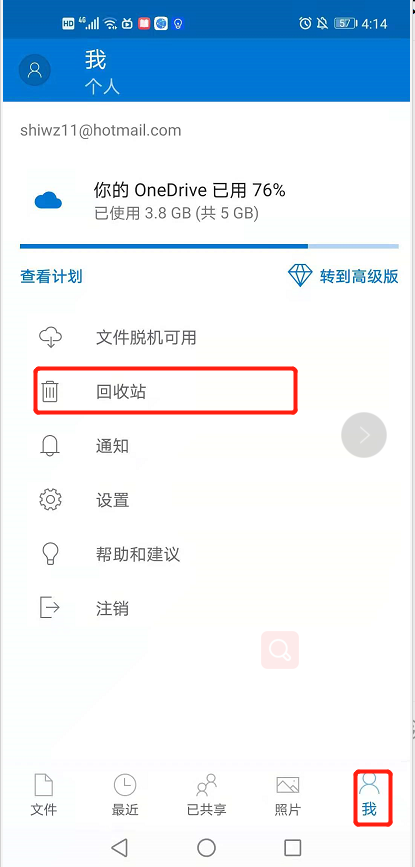 HD 4G 57 4:14
我
个人
shiwz11@hotmail.com
你的 OneDrive 已用 76%
已使用 3.8 GB (共 5 GB)
查看计划 转到高级版
文件脱机可用
回收站
通知
设置
帮助和建议
注销
文件 最近 已共享 照片 我